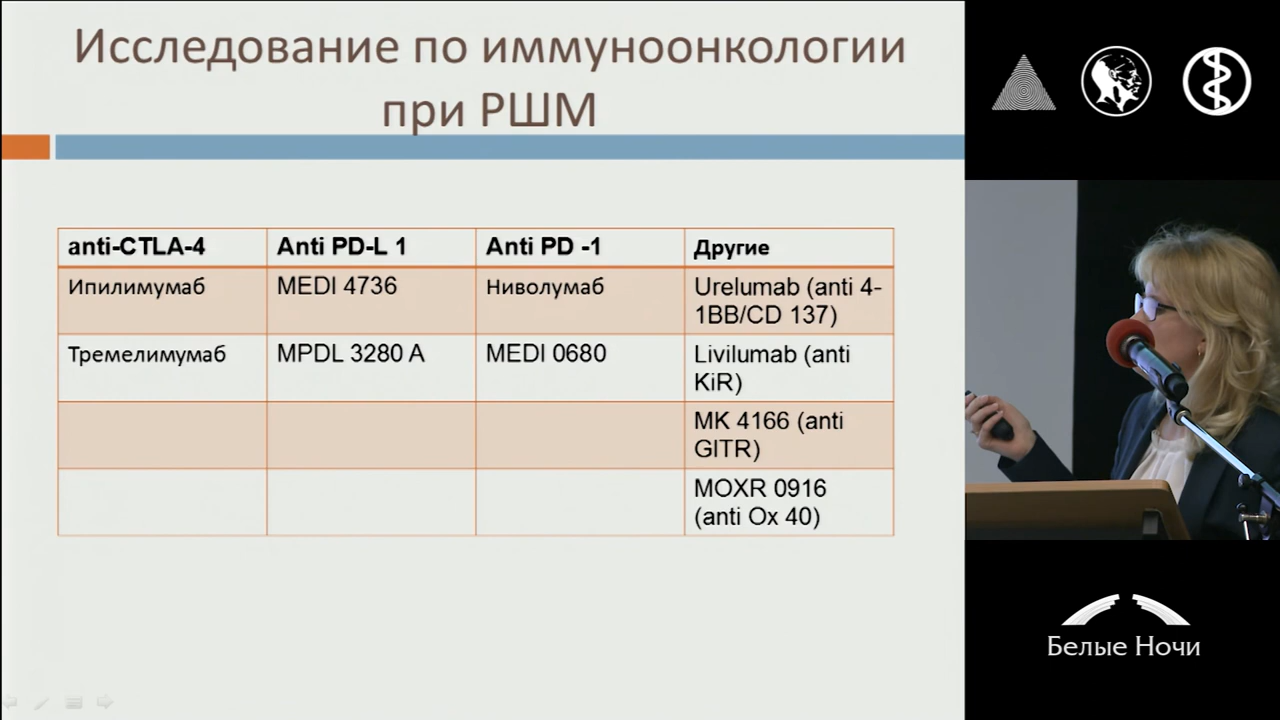 Исследование по иммуноонкологии
при РШМ
anti-CTLA-4
Anti PD-L 1
Anti PD -1
Другие
Ипилимумаб
MEDI 4736
Ниволумаб
Urelumab (anti 4-
1BB/CD 137)
Тремелимумаб
MPDL 3280 A
MEDI 0680
Livilumab (anti
KiR)
MK 4166 (anti
GITR)
MOXR 0916
(anti Ox 40)
Белые Ночи